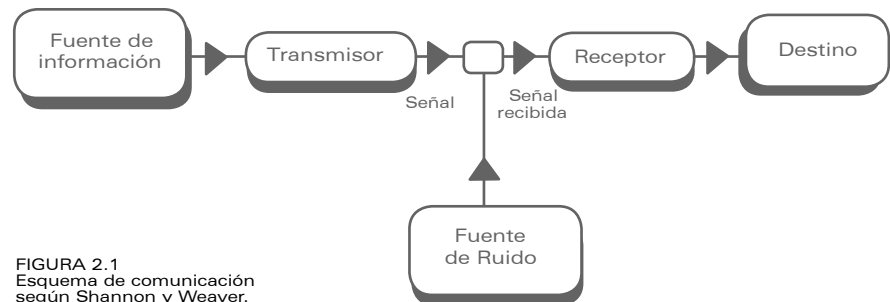 Fuente de
información
Transmisor
Señal
Señal
recibida
Receptor
Destino
Fuente
de Ruido
FIGURA 2.1
Esquema de comunicación
según Shannon y Weaver.